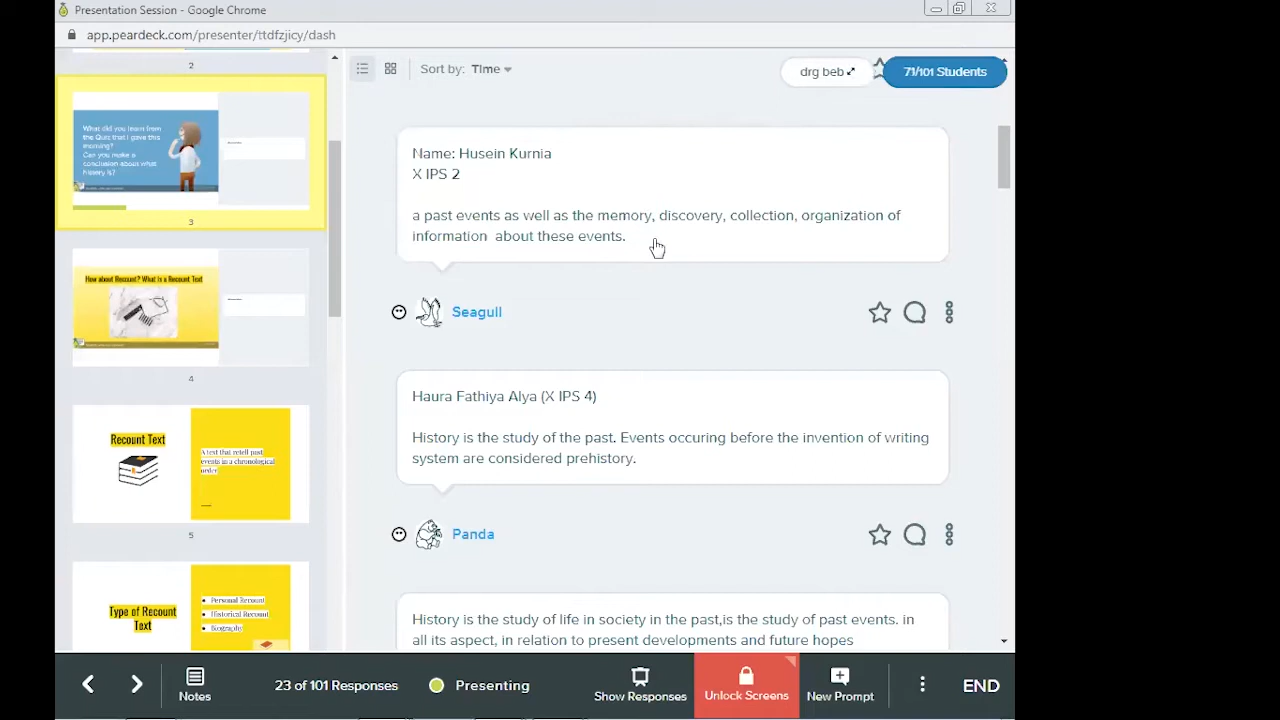 Presentation Session - Google Chrome
app.peardeck.com/presenter/ttdfzjicy/dash
2
What did you learn from
the Quiz that I gave this
morning?
Can you make a
conclusion about what
history is?
3
How about Recount? What is a Recount Text
4
Recount Text
A text that retell past
events in a chronological
order
5
Type of Recount
Text
Personal Recount
Historical Recount
Biography
Sort by: Time
drg beb
71/101 Students
Name: Husein Kurnia
X IPS 2
a past events as well as the memory, discovery, collection, organization of
information about these events.
Seagull
Haura Fathiya Alya (X IPS 4)
History is the study of the past. Events occuring before the invention of writing
system are considered prehistory.
Panda
History is the study of life in society in the past,is the study of past events. in
all its aspect, in relation to present developments and future hopes
Notes
23 of 101 Responses
Presenting
Show Responses
Unlock Screens
New Prompt
END